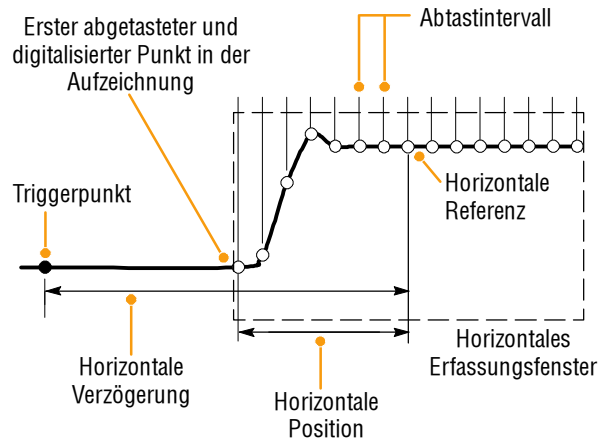 Erster abgetasteter und
digitalisierter Punkt in der
Aufzeichnung
Abtastintervall
Triggerpunkt
Horizontale
Referenz
Horizontale
Verzögerung
Horizontale
Position
Horizontales
Erfassungsfenster